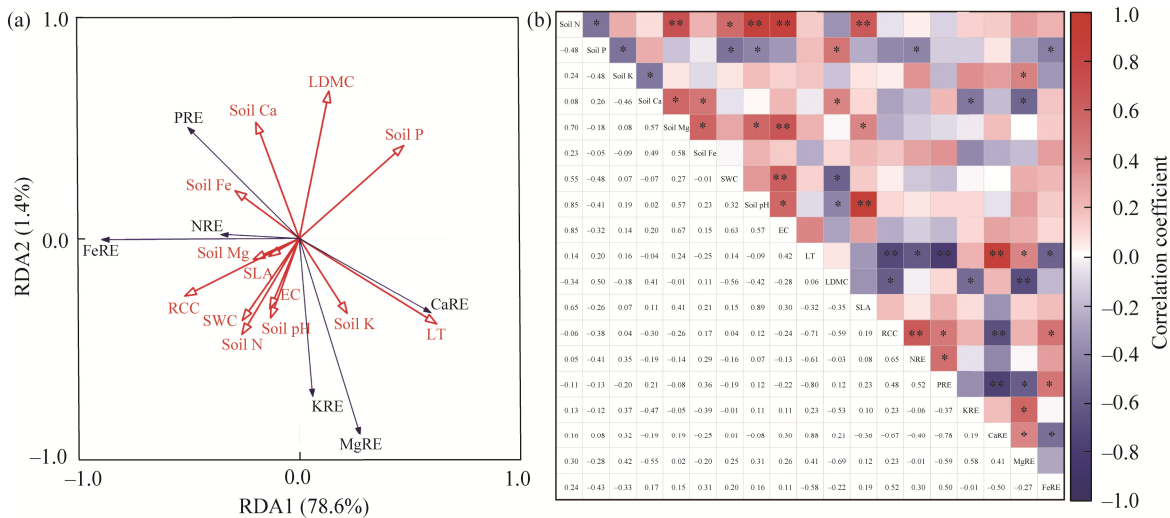 (a)
1.0
0.0
−1.0
−1.0
0.0
1.0
RDA2 (1.4%)
RDA1 (78.6%)
LDMC
Soil Ca
PRE
Soil P
Soil Fe
NRE
FeRE
Soil Mg
SLA
RCC
EC
SWC
Soil pH
Soil N
Soil K
CaRE
LT
KRE
MgRE
(b)
Soil N * ** * ** ** **
−0.48 Soil P * * * * * *
0.24 −0.48 Soil K * *
0.08 0.26 −0.46 Soil Ca * * * * *
0.70 −0.18 0.08 0.57 Soil Mg * * ** *
0.23 −0.05 −0.09 0.49 0.58 Soil Fe
0.55 −0.48 0.07 −0.07 0.27 −0.01 SWC ** *
0.85 −0.41 0.19 0.02 0.57 0.23 0.32 Soil pH * * **
0.85 −0.32 0.14 0.20 0.67 0.15 0.63 0.57 EC
0.14 0.20 0.16 −0.04 0.24 −0.25 0.14 −0.09 0.42 LT ** * ** ** * *
−0.34 0.50 −0.18 0.41 −0.01 0.11 −0.56 −0.42 −0.28 0.06 LDMC * * **
0.65 −0.26 0.07 0.11 0.41 0.21 0.15 0.89 0.30 −0.32 −0.35 SLA
−0.06 −0.38 0.04 −0.30 −0.26 0.17 0.04 0.12 −0.24 −0.71 −0.59 0.19 RCC ** * ** *
0.05 −0.41 0.35 −0.19 −0.14 0.29 −0.16 0.07 −0.13 −0.61 −0.03 0.08 0.65 NRE *
−0.11 −0.13 −0.20 0.21 −0.08 0.36 −0.19 0.12 −0.22 −0.80 0.12 0.23 0.48 0.52 PRE ** * *
0.13 −0.12 0.37 −0.47 −0.05 −0.39 −0.01 0.11 0.11 0.23 −0.53 0.10 0.23 −0.06 −0.37 KRE *
0.16 0.08 0.32 −0.19 0.19 −0.25 0.01 −0.08 0.30 0.88 0.21 −0.36 −0.67 −0.40 −0.78 0.19 CaRE * *
0.30 −0.28 0.42 −0.55 0.02 −0.20 0.25 0.31 0.26 0.41 −0.69 0.12 0.23 −0.01 −0.59 0.58 0.41 MgRE
0.24 −0.43 −0.33 0.17 0.15 0.31 0.20 0.16 0.11 −0.58 −0.22 0.19 0.52 0.30 0.50 −0.01 −0.50 −0.27 FeRE
1.0
0.8
0.6
0.4
0.2
0.0
−0.2
−0.4
−0.6
−0.8
−1.0
Correlation coefficient